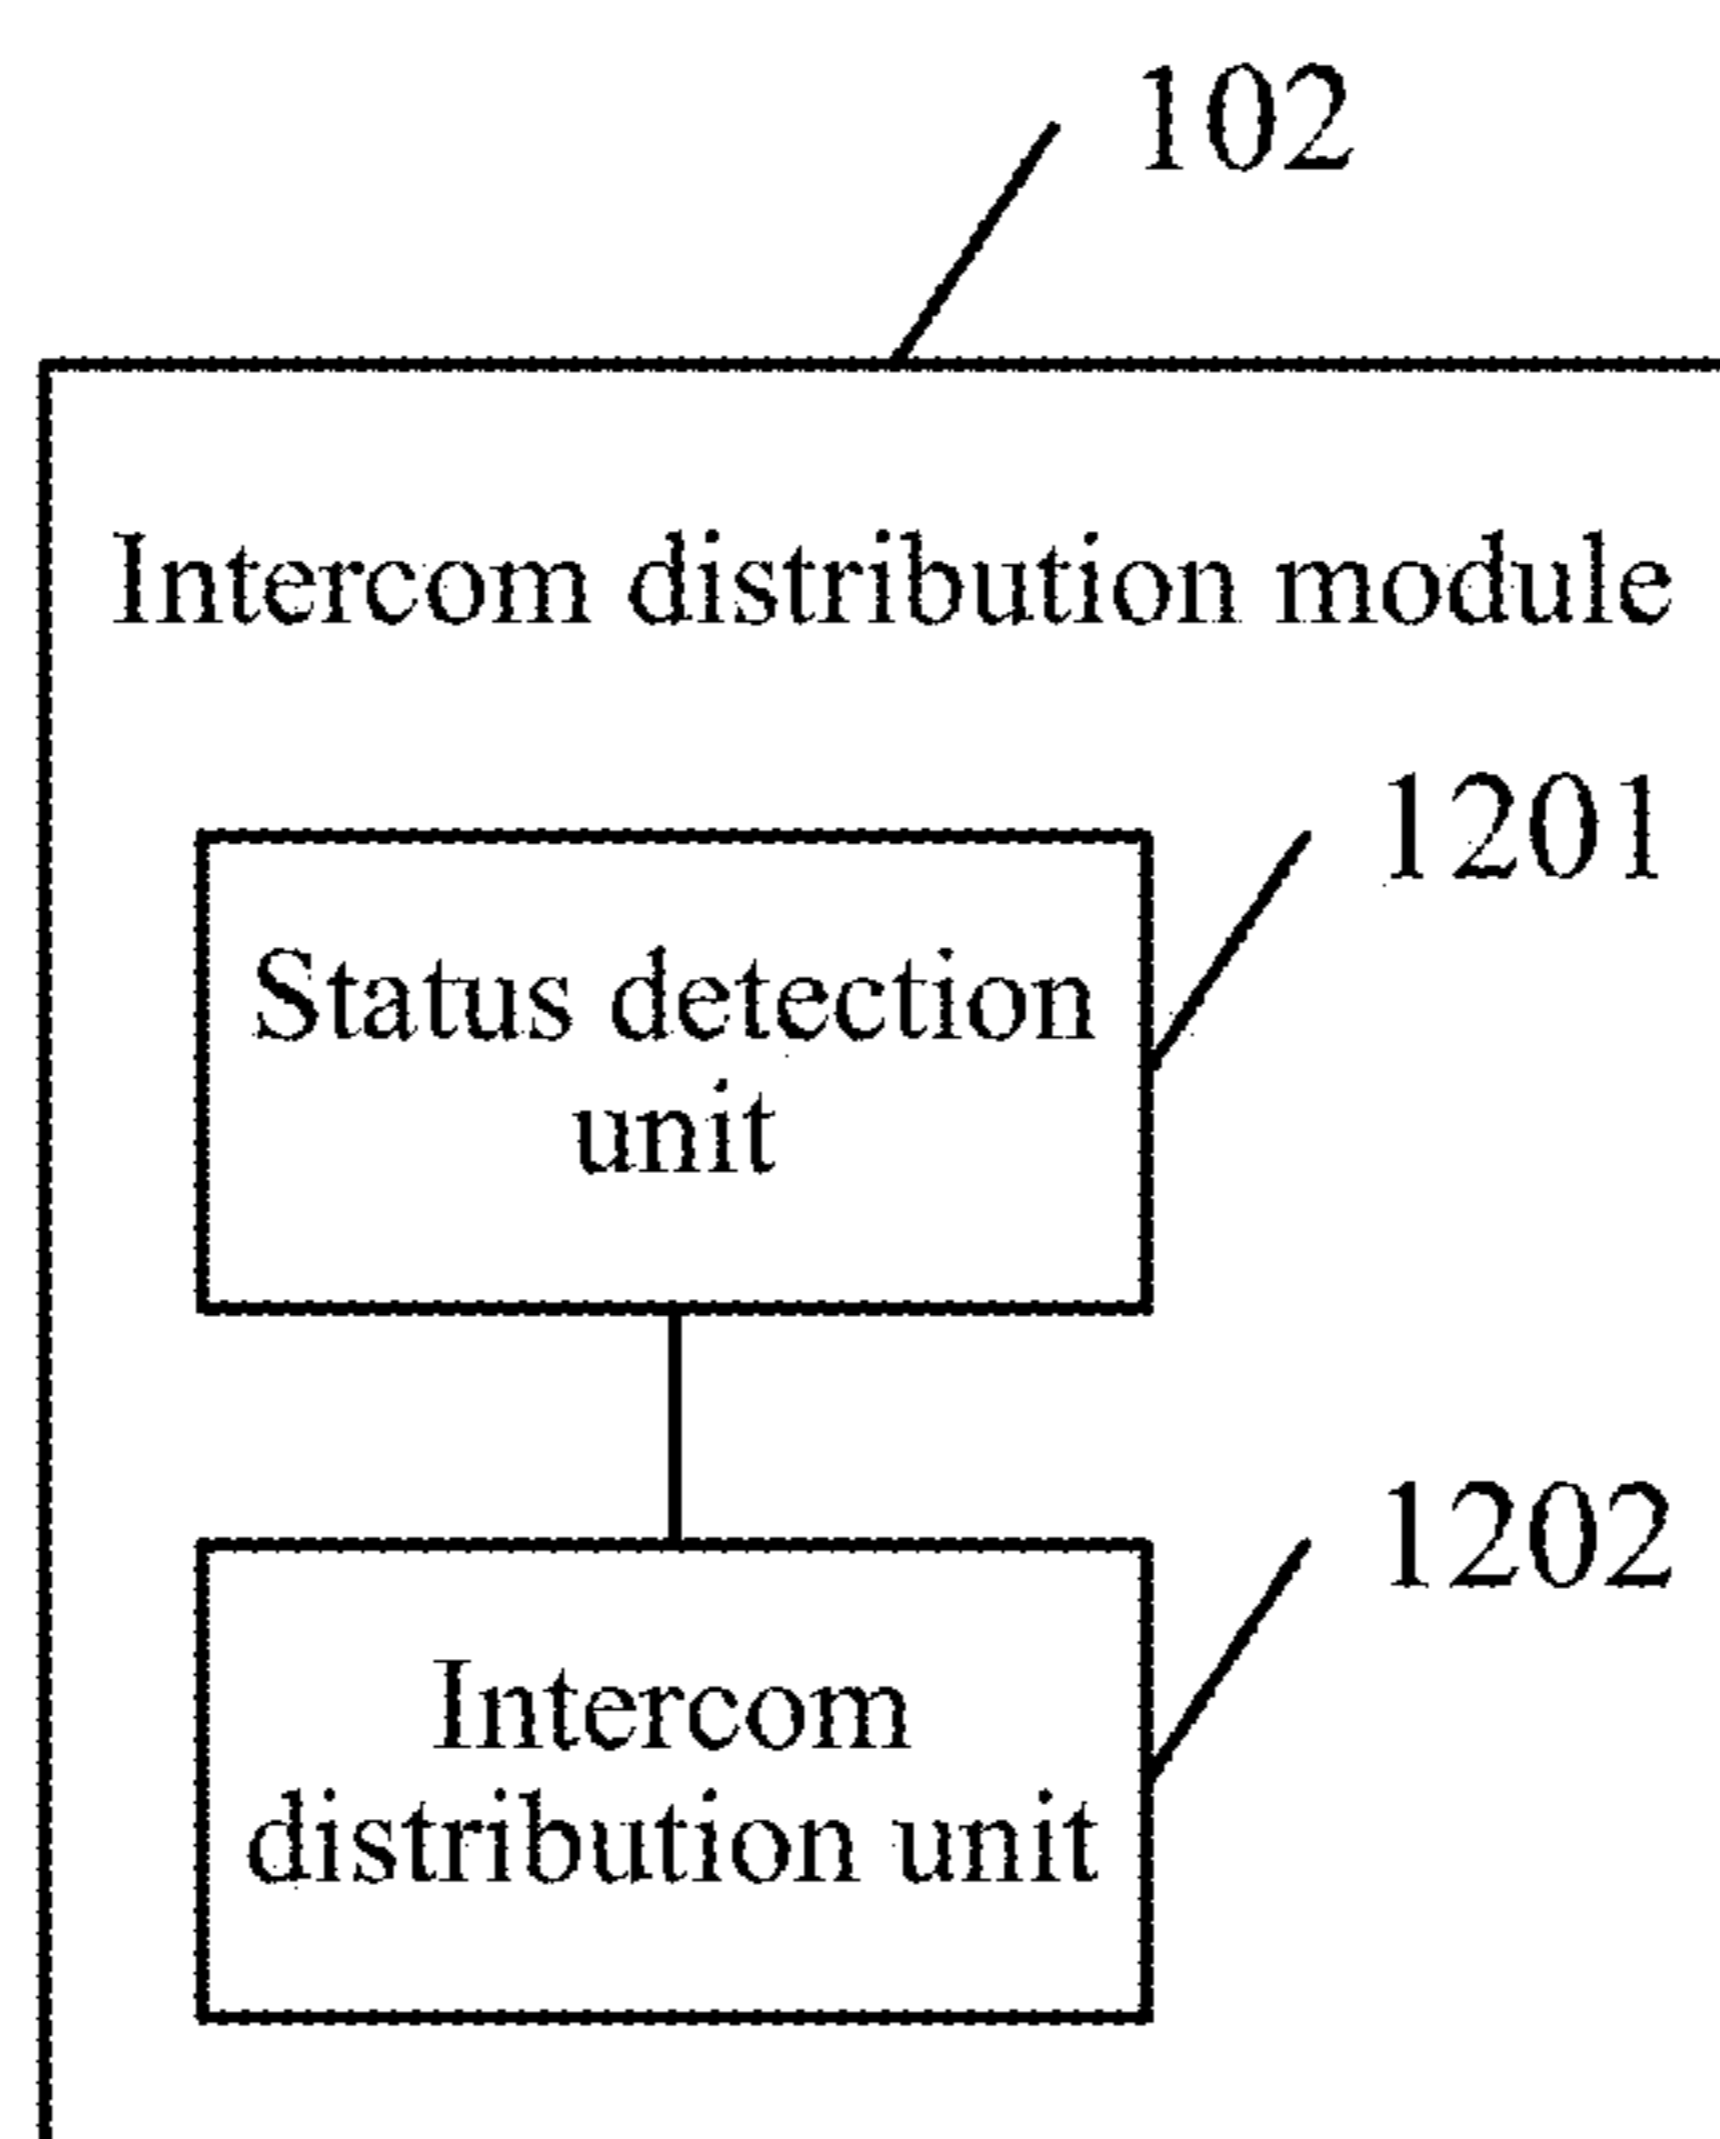 102
Intercom distribution module
1201
Status detection
unit
1202
Intercom
distribution unit